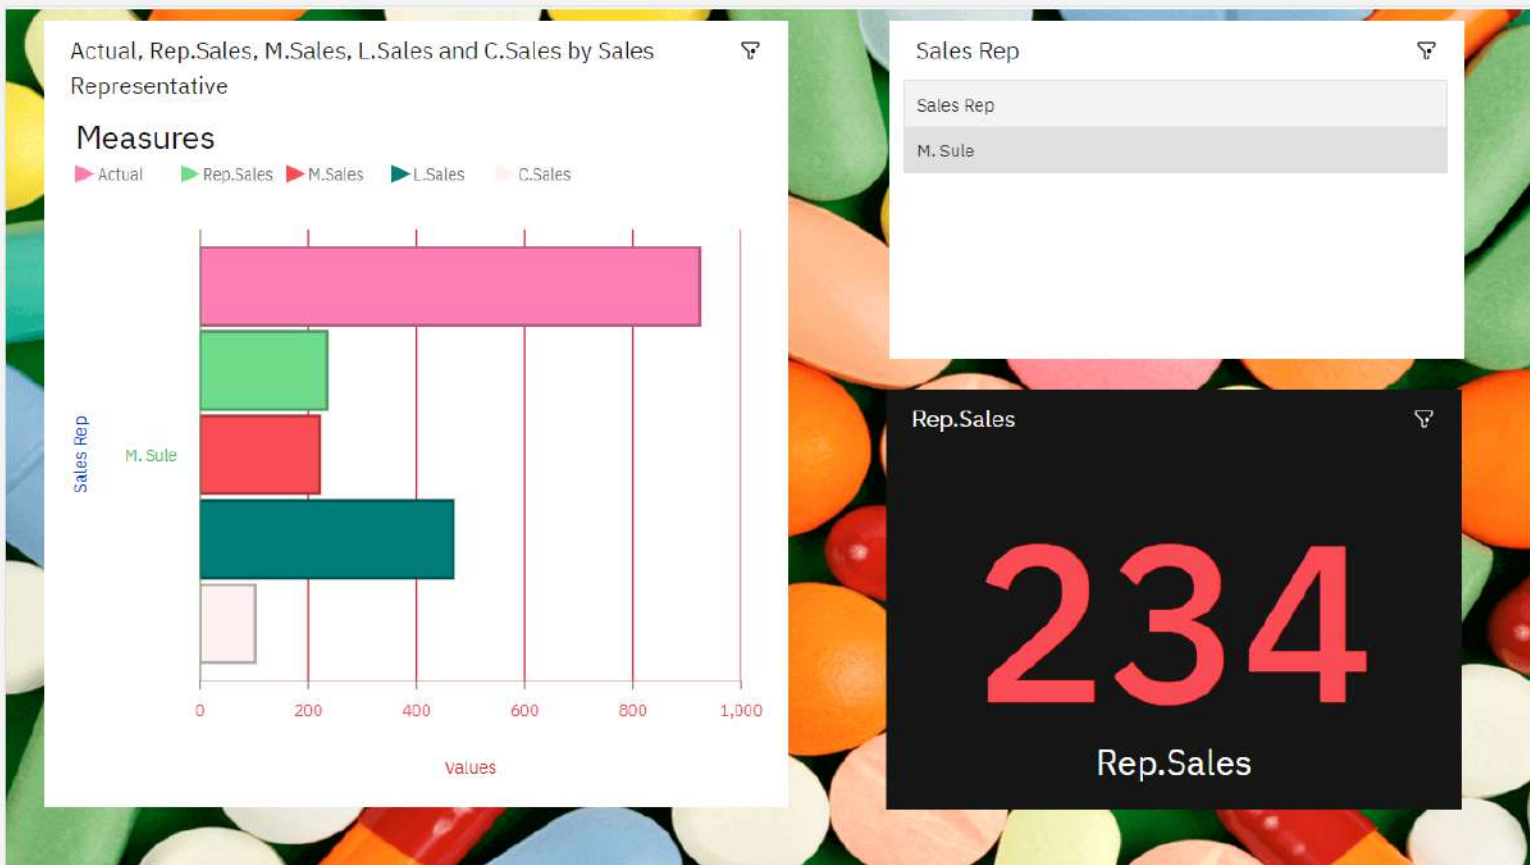 Actual, Rep.Sales, M.Sales, L.Sales and C.Sales by Sales
Representative
Measures
Actual Rep.Sales M.Sales L.Sales C.Sales
Sales Rep
M. Sule
0 200 400 600 800 1,000
Values
Sales Rep
Sales Rep
M. Sule
Rep.Sales
234
Rep.Sales